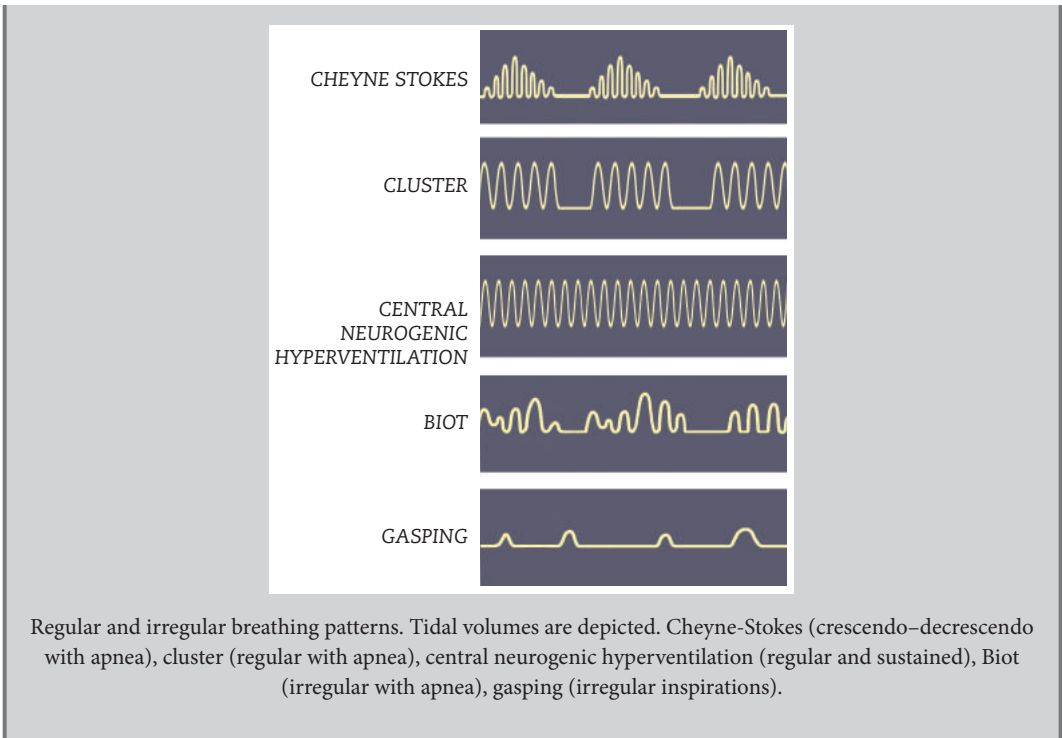 CHEYNE STOKES
CLUSTER
CENTRAL
NEUROGENIC
HYPERVENTILATION
BIOT
GASPING
Regular and irregular breathing patterns. Tidal volumes are depicted. Cheyne-Stokes (crescendo–decrescendo
with apnea), cluster (regular with apnea), central neurogenic hyperventilation (regular and sustained), Biot
(irregular with apnea), gasping (irregular inspirations).